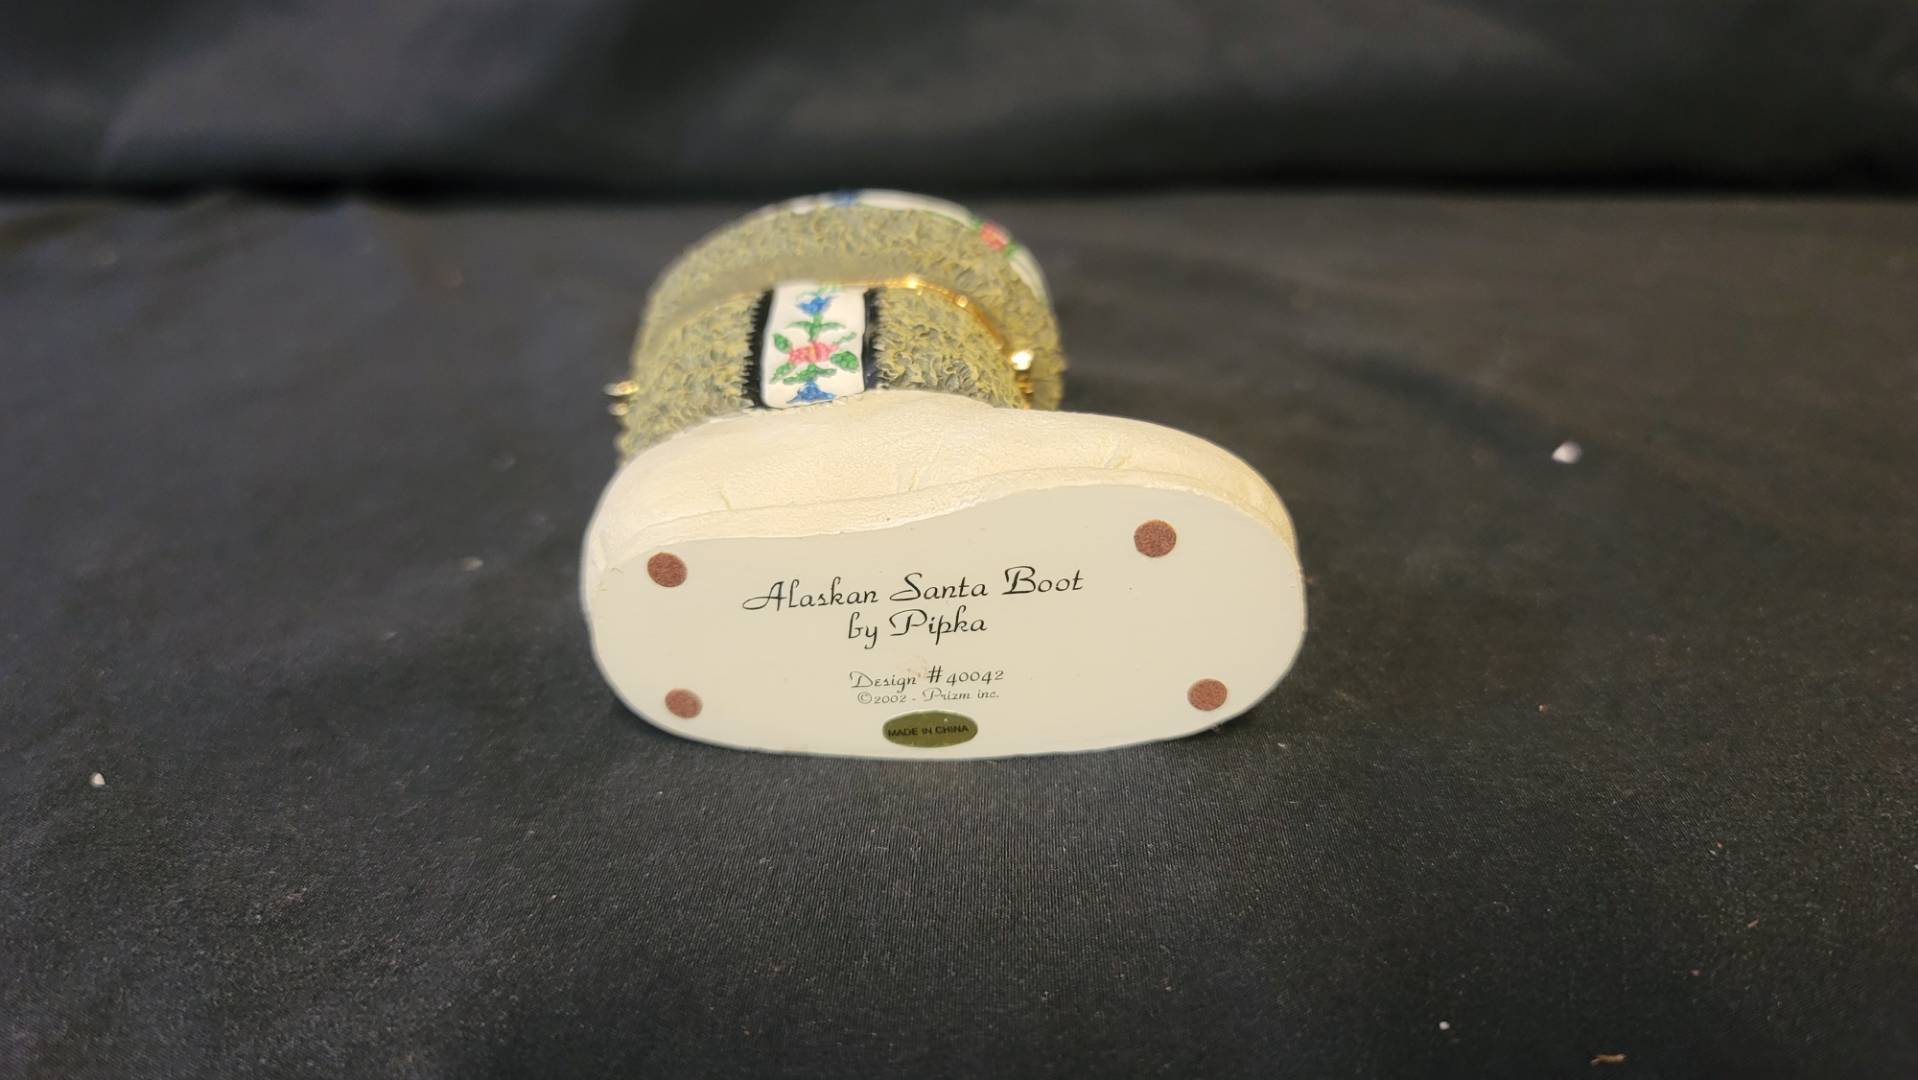 Alaskan Santa Boot
by Pipka
Design #40042
©2002 - Prizm inc.
MADE IN CHINA